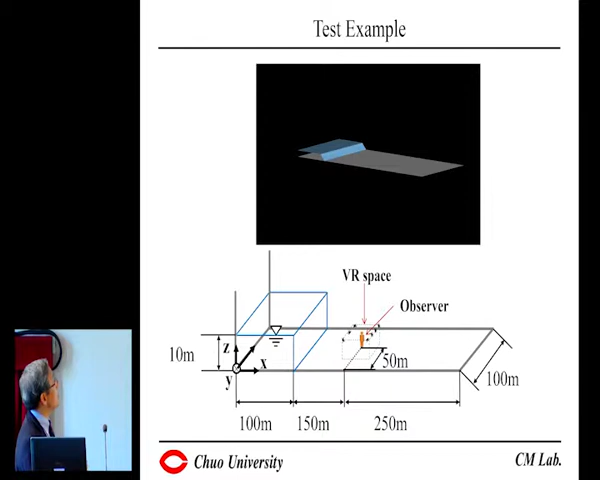 Test Example
VR space
Observer
10m
z
x
y
50m
100m
100m
150m
250m
Chuo University
CM Lab.